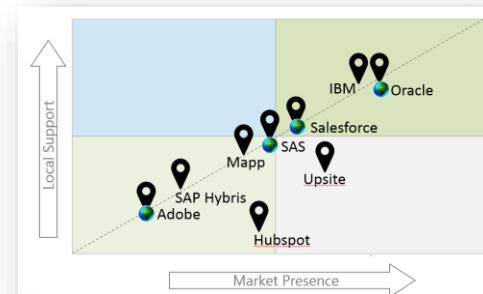 Local Support
IBM
Oracle
Salesforce
SAS
Mapp
Upsite
SAP Hybris
Adobe
Hubspot
Market Presence